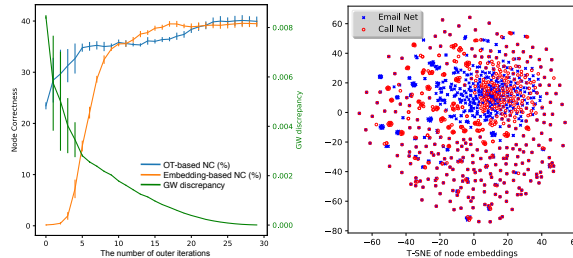 40
30
20
10
0
Node Correctness
0.008
0.006
0.004
0.002
0.000
GW discrepancy
OT-based NC (%)
Embedding-based NC (%)
GW discrepancy
0 5 10 15 20 25 30
The number of outer iterations
Email Net
Call Net
60
40
20
0
−20
−40
−60
−80
−60 −40 −20 0 20 40
T-SNE of node embeddings